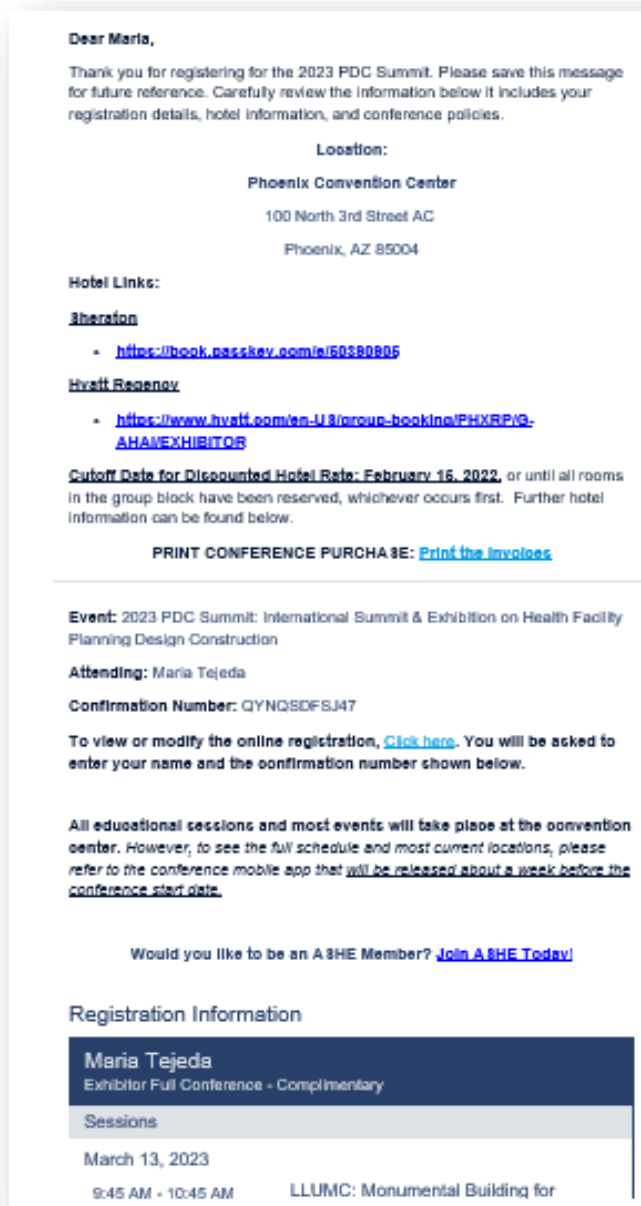 Dear Maria,
Thank you for registering for the 2023 PDC Summit. Please save this message
for future reference. Carefully review the information below it includes your
registration details, hotel information, and conference policies.
Location:
Phoenix Convention Center
100 North 3rd Street AC
Phoenix, AZ 85004
Hotel Links:
Sheraton
- https://book.passkey.com/e/50390905
Hyatt Regency
- https://www.hyatt.com/en-US/group-booking/PHXRP/G-
AHAI/EXHIBITOR
Cutoff Date for Discounted Hotel Rate: February 16, 2022, or until all rooms
in the group block have been reserved, whichever occurs first. Further hotel
information can be found below.
PRINT CONFERENCE PURCHASE: Print the Invoices
Event: 2023 PDC Summit: International Summit & Exhibition on Health Facility
Planning Design Construction
Attending: Maria Tejeda
Confirmation Number: QYNQSDFSJ47
To view or modify the online registration, Click here. You will be asked to
enter your name and the confirmation number shown below.
All educational sessions and most events will take place at the convention
center. However, to see the full schedule and most current locations, please
refer to the conference mobile app that will be released about a week before the
conference start date.
Would you like to be an ASHE Member? Join ASHE Today!
Registration Information
Maria Tejeda
Exhibitor Full Conference - Complimentary
Sessions
March 13, 2023
9:45 AM - 10:45 AM LLUMC: Monumental Building for